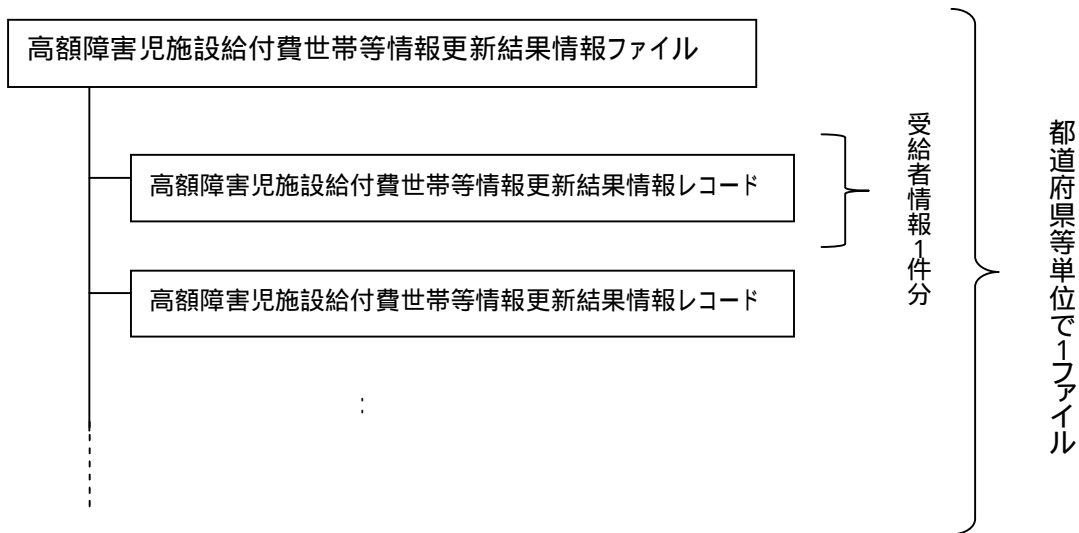 高額障害児施設給付費世帯等情報更新結果情報ファイル
高額障害児施設給付費世帯等情報更新結果情報レコード
高額障害児施設給付費世帯等情報更新結果情報レコード
:
受給者情報1件分
都道府県等単位で1ファイル